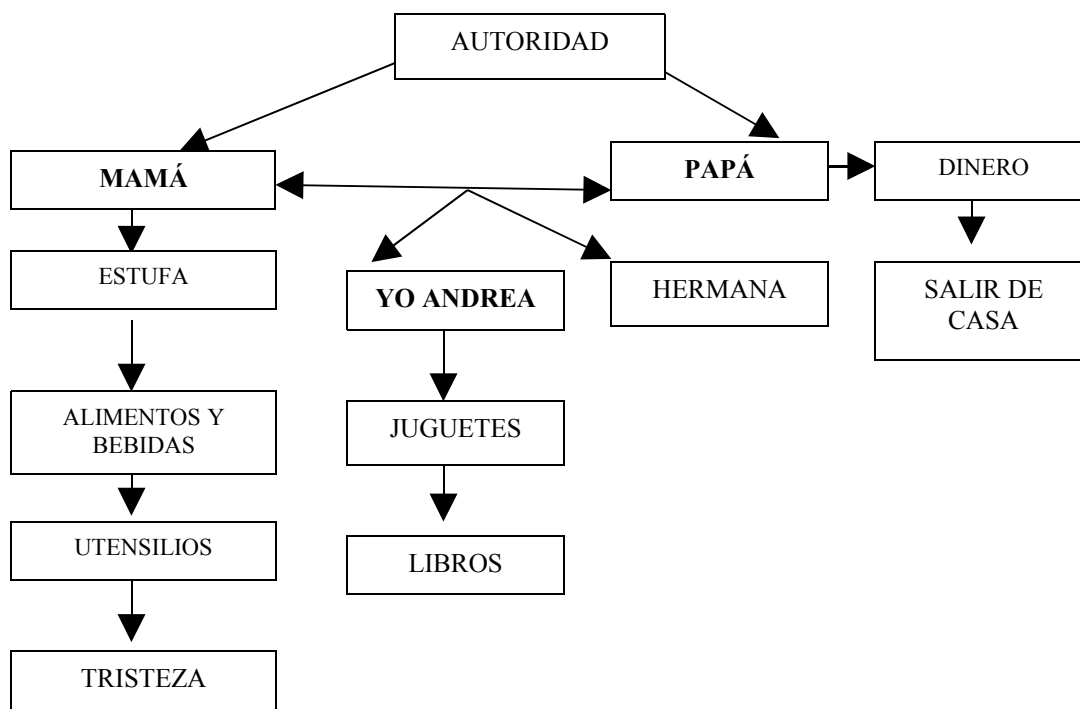 AUTORIDAD
MAMÁ
PAPÁ
DINERO
ESTUFA
YO ANDREA
HERMANA
SALIR DE
CASA
ALIMENTOS Y
BEBIDAS
JUGUETES
UTENSILIOS
LIBROS
TRISTEZA